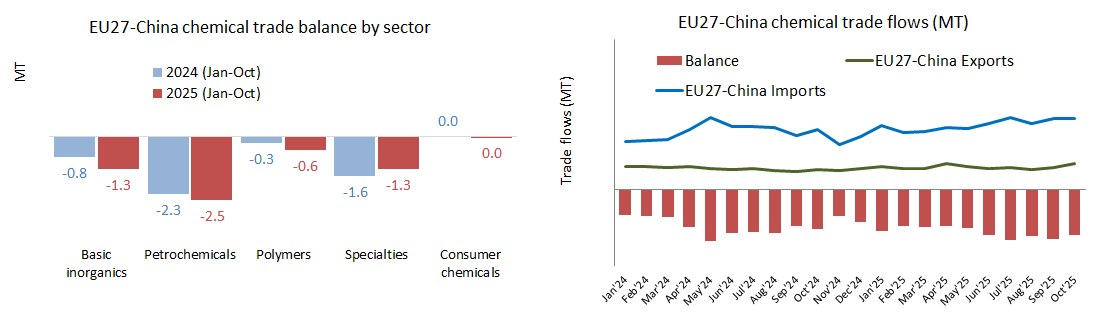 EU27-China chemical trade balance by sector
MT
2024 (Jan-Oct)
2025 (Jan-Oct)
0.0
-0.8
-1.3
-2.3
-2.5
-0.3
-0.6
-1.6
-1.3
0.0
Basic inorganics
Petrochemicals
Polymers
Specialties
Consumer chemicals
EU27-China chemical trade flows (MT)
Trade flows (MT)
Balance
EU27-China Exports
EU27-China Imports
Jan'24
Feb'24
Mar'24
Apr'24
May'24
Jun'24
Jul'24
Aug'24
Sep'24
Oct'24
Nov'24
Dec'24
Jan'25
Feb'25
Mar'25
Apr'25
May'25
Jun'25
Jul'25
Aug'25
Sep'25
Oct'25